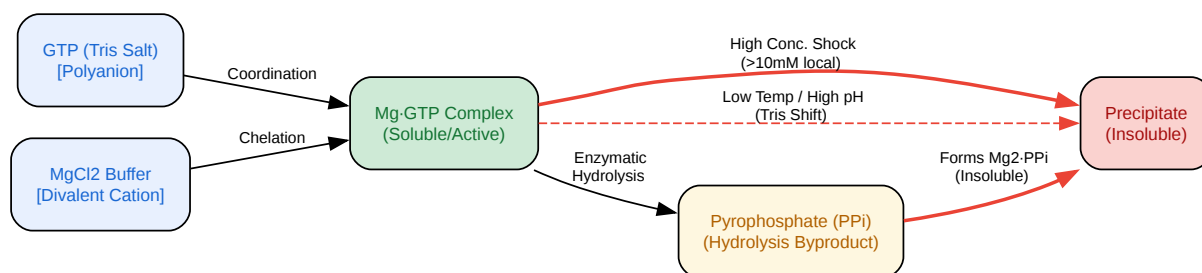 GTP (Tris Salt)
[Polyanion]
Coordination
MgCl2 Buffer
[Divalent Cation]
Chelation
Mg·GTP Complex
(Soluble/Active)
High Conc. Shock
(>10mM local)
Low Temp / High pH
(Tris Shift)
Enzymatic
Hydrolysis
Pyrophosphate (PPi)
(Hydrolysis Byproduct)
Forms Mg2·PPi
(Insoluble)
Precipitate
(Insoluble)